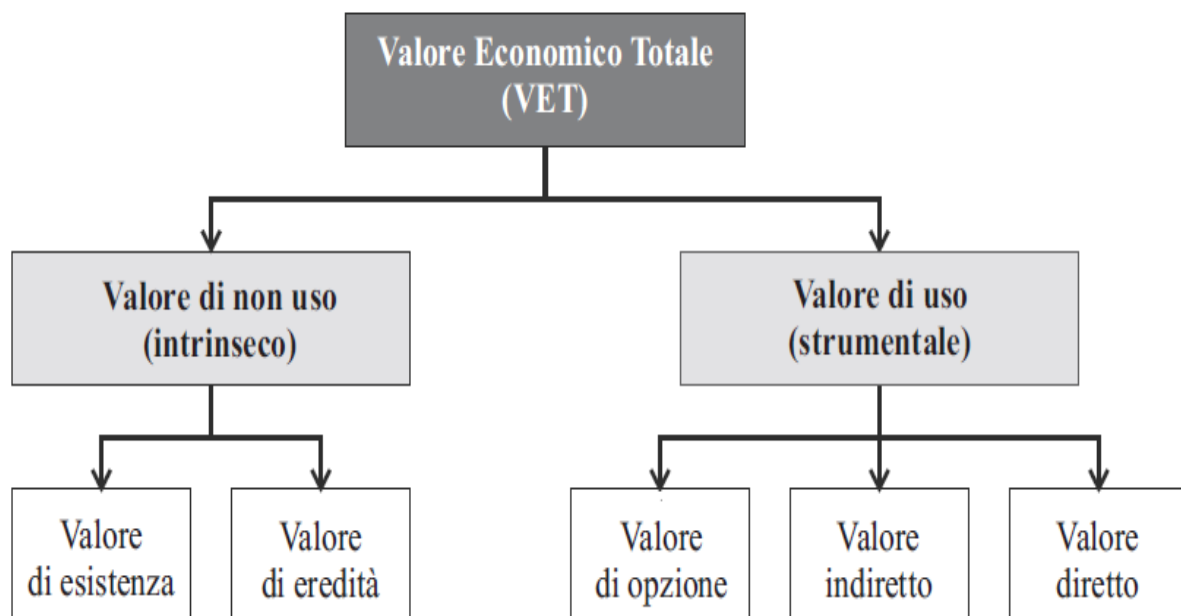 Valore Economico Totale
(VET)
Valore di non uso
(intrinseco)
Valore di uso
(strumentale)
Valore
di esistenza
Valore
di eredità
Valore
di opzione
Valore
indiretto
Valore
diretto